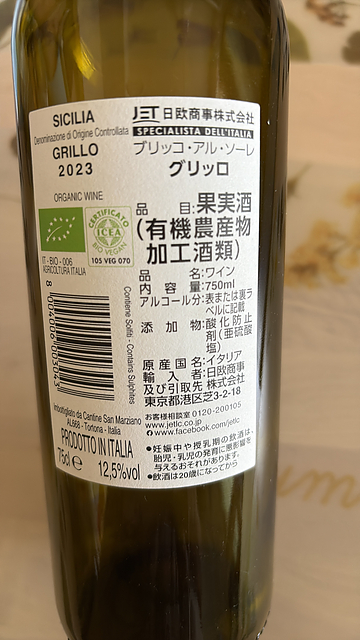 SICILIA
Denominazione di Origine Controllata
GRILLO
2023
ORGANIC WINE
IT - BIO - 006
AGRICOLTURA ITALIA
CERTIFICATO
ICEA
BIO VEGAN
105 VEG 070
Contiene Solfiti - Contains Sulphites
Imbottigliato da Cantine San Marziano
AL668 - Tortona - Italia
PRODOTTO IN ITALIA
75cl e 12,5%vol
JET 日欧商事株式会社
SPECIALISTA DELL'ITALIA
ブリッコ・アル・ソーレ
グリッロ
品目:果実酒
(有機農産物
加工酒類)
品名:ワイン
内容量:750ml
アルコール分:表または裏ラ
ベルに記載
添加物:酸化防止
剤(亜硫酸
塩)
原産国名:イタリア
輸入者:日欧商事
及び引取先 株式会社
東京都港区芝3-2-18
お客様相談室 0120-200105
www.jetlc.co.jp
www.facebook.com/jetlc
●妊娠中や授乳期の飲酒は、
胎児・乳児の発育に悪影響を
与えるおそれがあります。
●飲酒は20歳になってから